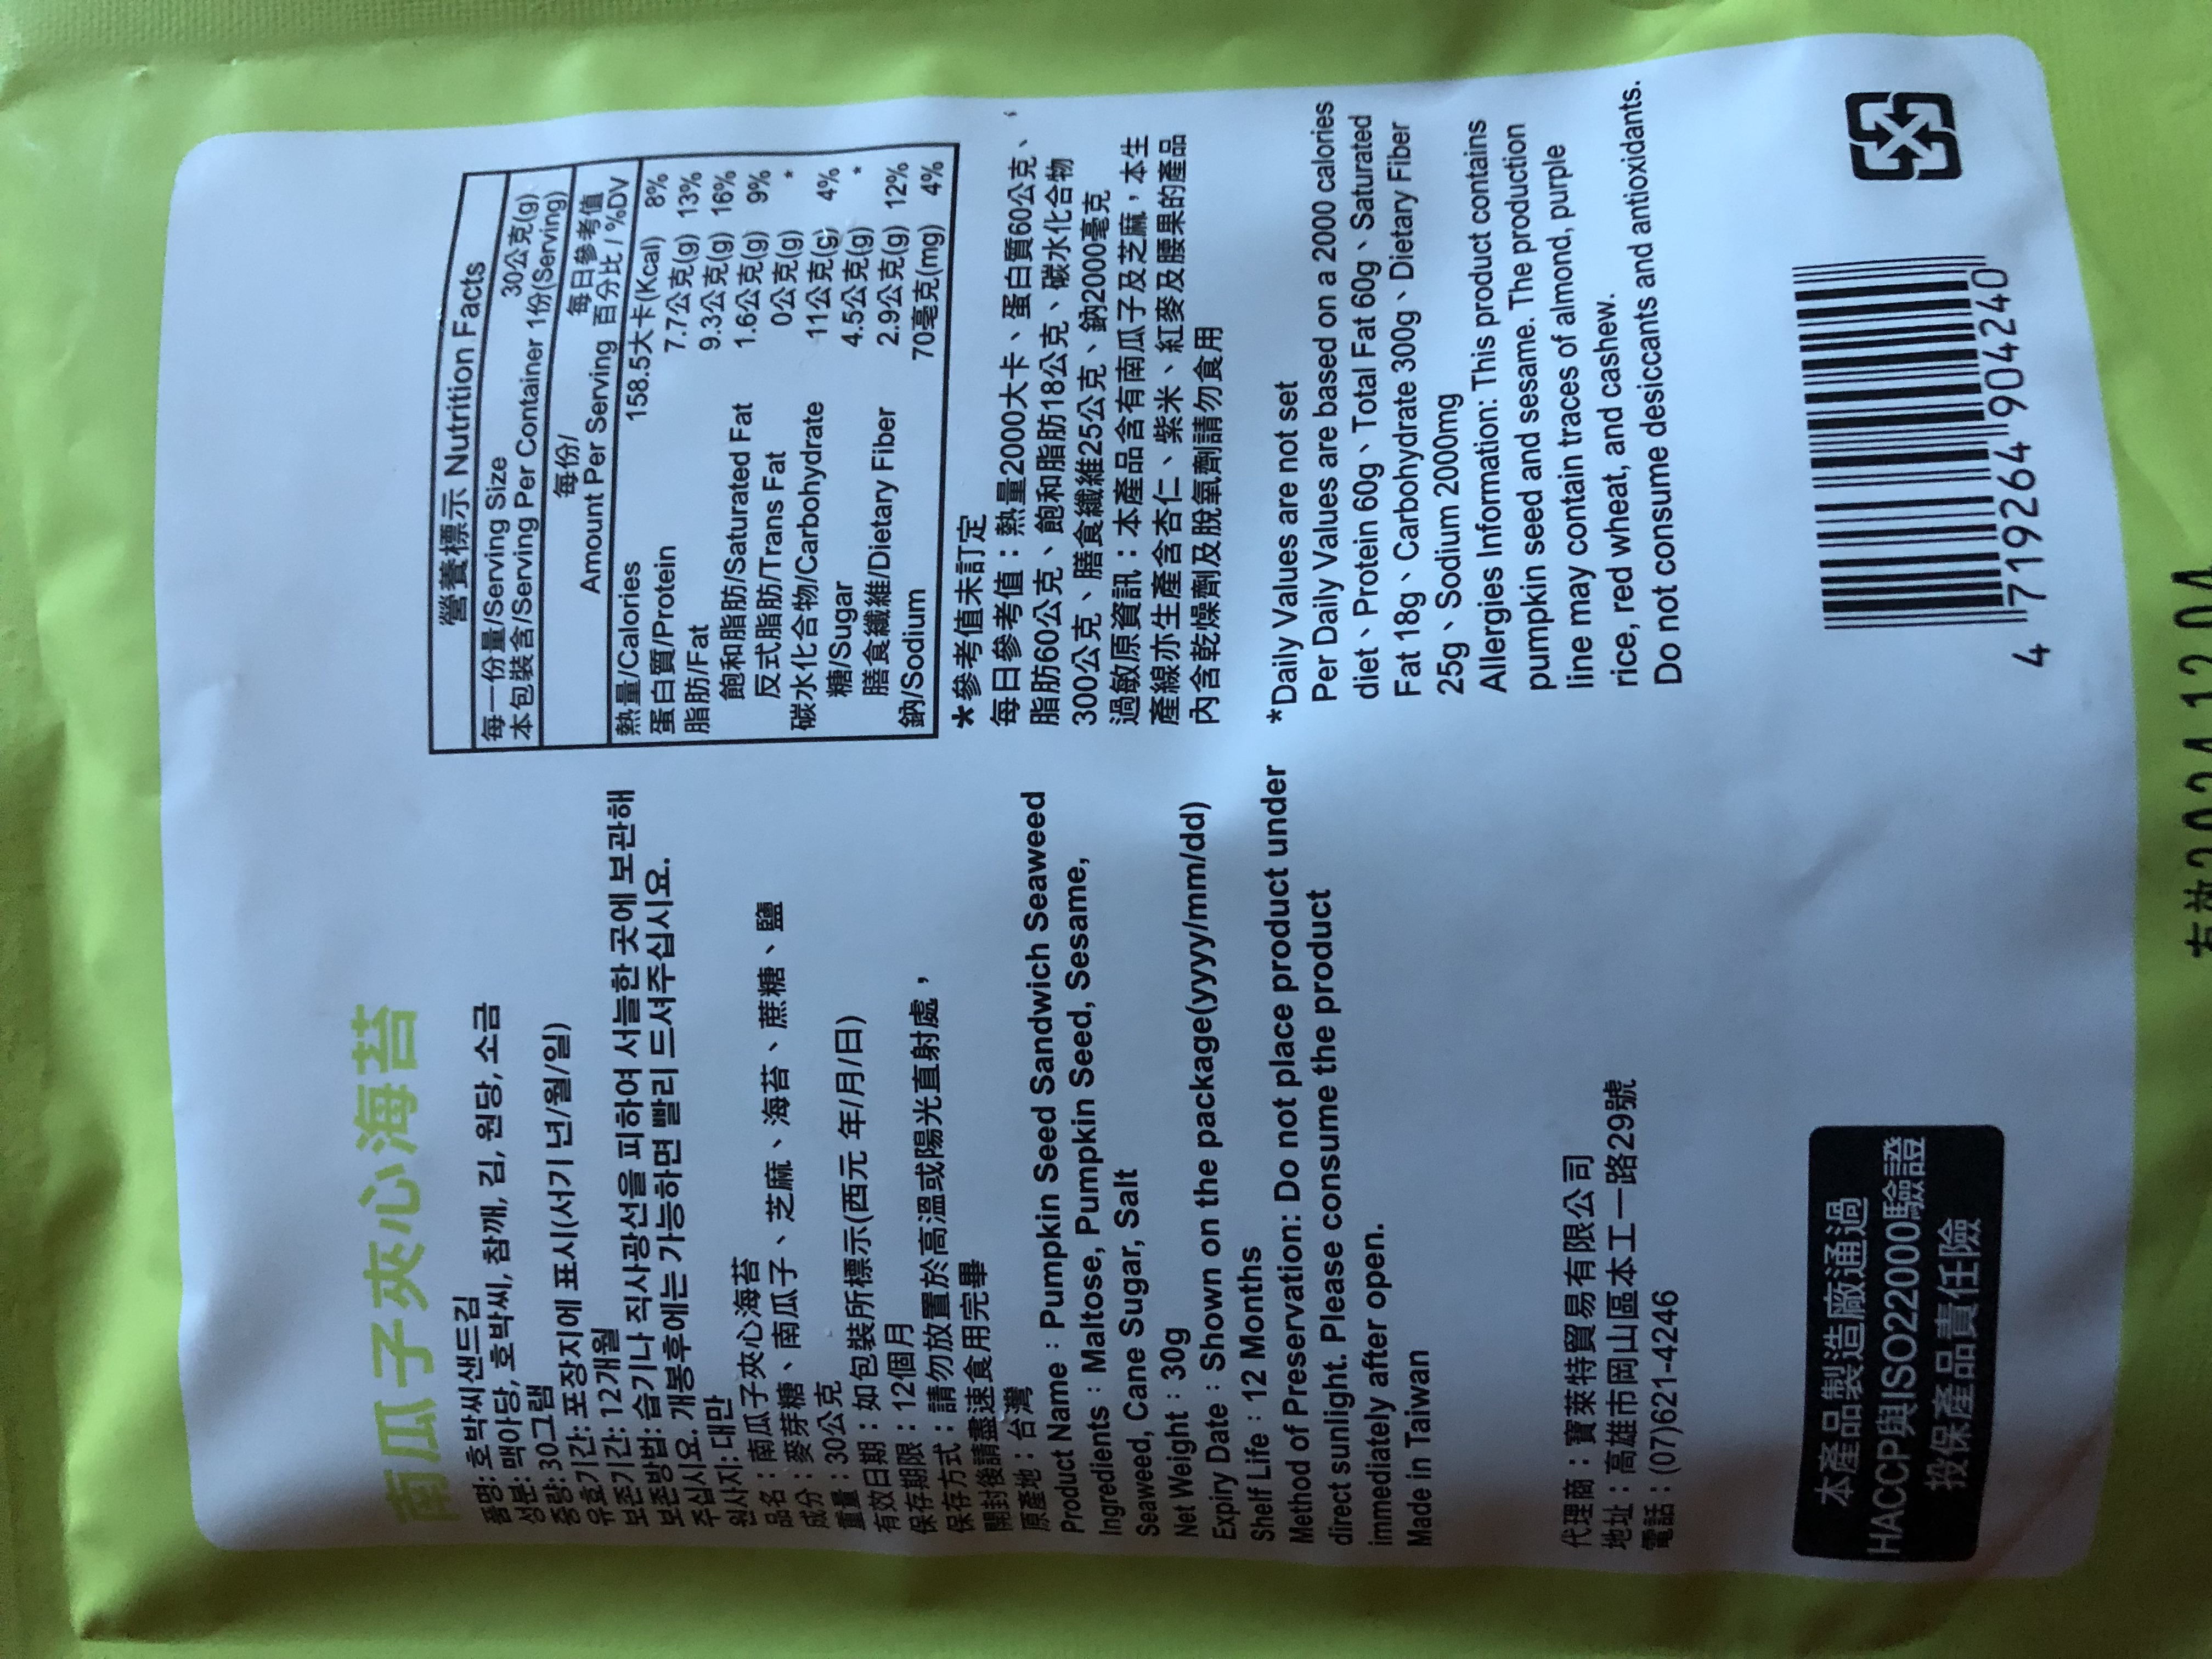 南瓜子夾心海苔
품명: 호박씨샌드김
성분: 맥아당, 호박씨, 참깨, 김, 원당, 소금
중량: 30그램
유효기간: 포장지에 표시(서기 년/월/일)
보존기간: 12개월
보존방법: 습기나 직사광선을 피하여 서늘한 곳에 보관해
주십시요. 개봉후에는 가능하면 빨리 드셔주십시요.
원산지: 대만
品名：南瓜子夾心海苔
成分：麥芽糖、南瓜子、芝麻、海苔、蔗糖、鹽
重量：30公克
有效日期：如包裝所標示(西元 年/月/日)
保存期限：12個月
保存方式：請勿放置於高溫或陽光直射處，
開封後請盡速食用完畢
原產地：台灣
Product Name：Pumpkin Seed Sandwich Seaweed
Ingredients：Maltose, Pumpkin Seed, Sesame,
Seaweed, Cane Sugar, Salt
Net Weight：30g
Expiry Date：Shown on the package(yyyy/mm/dd)
Shelf Life：12 Months
Method of Preservation: Do not place product under
direct sunlight. Please consume the product
immediately after open.
Made in Taiwan
代理商：寶萊特貿易有限公司
地址：高雄市岡山區本工一路29號
電話：(07)621-4246
本產品製造廠通過
HACCP與ISO22000驗證
投保產品責任險
營養標示 Nutrition Facts
每一份量/Serving Size 30公克(g)
本包裝含/Serving Per Container 1份(Serving)
每份/ 每日參考值
Amount Per Serving 百分比 / %DV
熱量/Calories 158.5大卡(Kcal) 8%
蛋白質/Protein 7.7公克(g) 13%
脂肪/Fat 9.3公克(g) 16%
飽和脂肪/Saturated Fat 1.6公克(g) 9%
反式脂肪/Trans Fat 0公克(g) *
碳水化合物/Carbohydrate 11公克(g) 4%
糖/Sugar 4.5公克(g) *
膳食纖維/Dietary Fiber 2.9公克(g) 12%
鈉/Sodium 70毫克(mg) 4%
*參考值未訂定
每日參考值：熱量2000大卡、蛋白質60公克、
脂肪60公克、飽和脂肪18公克、碳水化合物
300公克、膳食纖維25公克、鈉2000毫克
過敏原資訊：本產品含有南瓜子及芝麻，本生
產線亦生產含杏仁、紫米、紅麥及腰果的產品
內含乾燥劑及脫氧劑請勿食用
*Daily Values are not set
Per Daily Values are based on a 2000 calories
diet、Protein 60g、Total Fat 60g、Saturated
Fat 18g、Carbohydrate 300g、Dietary Fiber
25g、Sodium 2000mg
Allergies Information: This product contains
pumpkin seed and sesame. The production
line may contain traces of almond, purple
rice, red wheat, and cashew.
Do not consume desiccants and antioxidants.
4 719264 904240